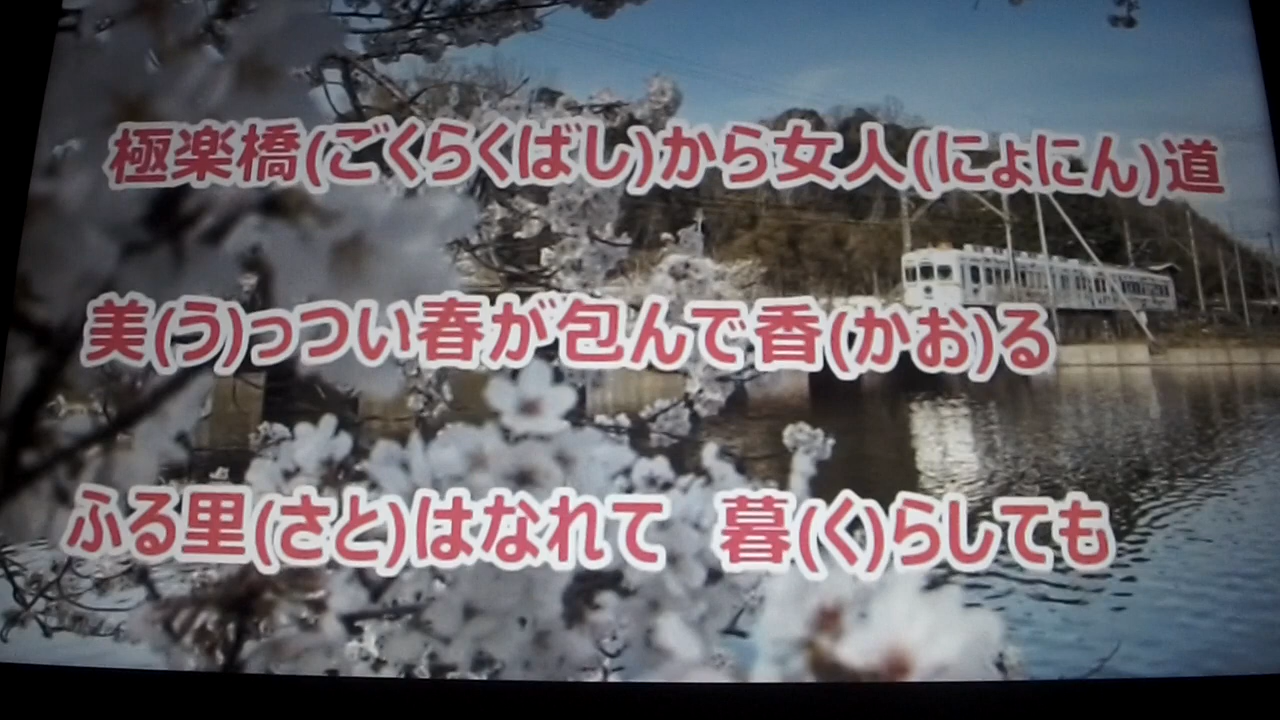 極楽橋(ごくらくばし)から女人(にょにん)道
美(う)っつい春が包んで香(かお)る
ふる里(さと)はなれて 暮(く)らしても